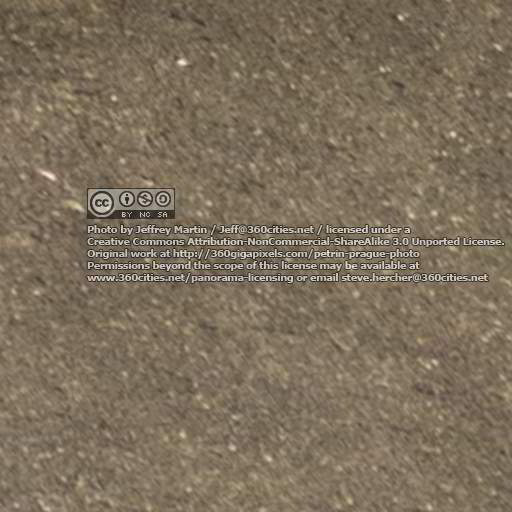 cc
BY NC SA
Photo by Jeffrey Martin / Jeff@360cities.net / licensed under a
Creative Commons Attribution-NonCommercial-ShareAlike 3.0 Unported License.
Original work at http://360gigapixels.com/petrin-prague-photo
Permissions beyond the scope of this license may be available at
www.360cities.net/panorama-licensing or email steve.hercher@360cities.net